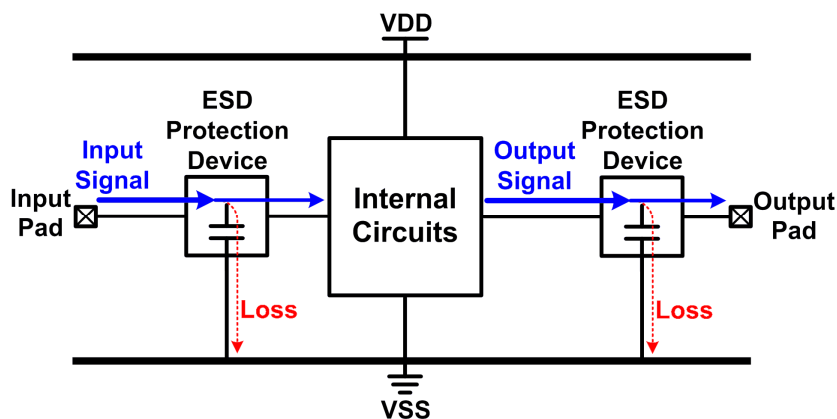 VDD
ESD
Protection
Device
ESD
Protection
Device
Input
Signal
Output
Signal
Input
Pad
Internal
Circuits
Output
Pad
Loss
Loss
VSS